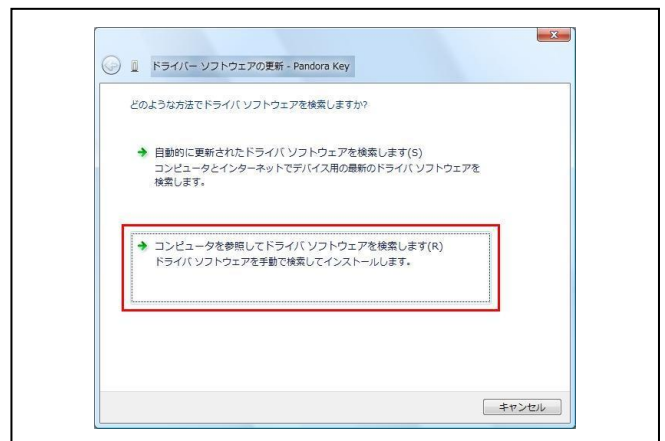 ドライバー ソフトウェアの更新 - Pandora Key
どのような方法でドライバ ソフトウェアを検索しますか?
自動的に更新されたドライバ ソフトウェアを検索します(S)
コンピュータとインターネットでデバイス用の最新のドライバ ソフトウェアを
検索します。
コンピュータを参照してドライバ ソフトウェアを検索します(R)
ドライバ ソフトウェアを手動で検索してインストールします。
キャンセル